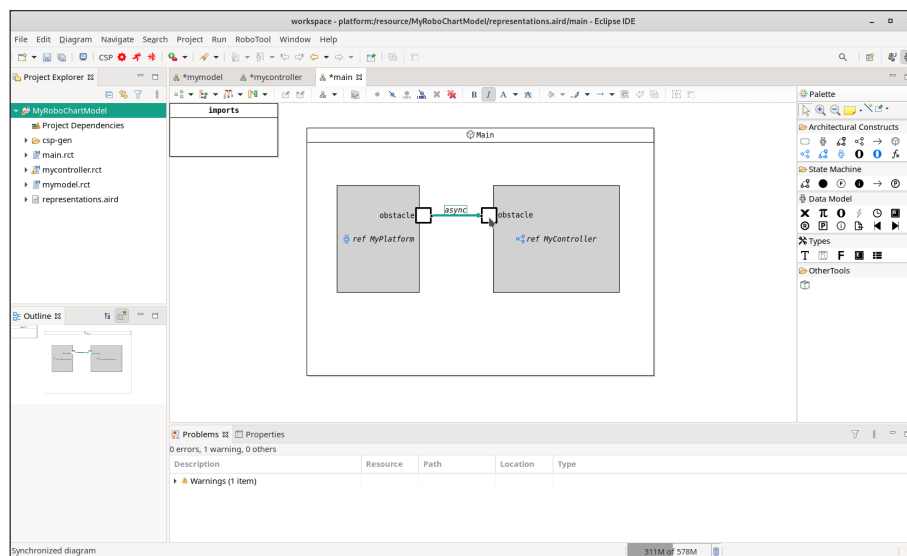 workspace - platform:/resource/MyRoboChartModel/representations.aird/main - Eclipse IDE
File Edit Diagram Navigate Search Project Run RoboTool Window Help
CSP
Project Explorer
*mymodel *mycontroller *main
B I A
Palette
MyRoboChartModel
Project Dependencies
csp-gen
main.rct
mycontroller.rct
mymodel.rct
representations.aird
imports
Main
obstacle async obstacle
ref MyPlatform ref MyController
Architectural Constructs
State Machine
Data Model
Types
OtherTools
Outline
Problems Properties
0 errors, 1 warning, 0 others
Description Resource Path Location Type
Warnings (1 item)
Synchronized diagram 311M of 578M